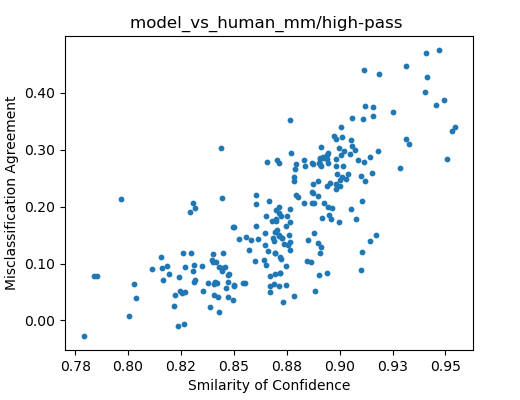 model_vs_human_mm/high-pass
Misclassification Agreement
0.40
0.30
0.20
0.10
0.00
0.78 0.80 0.82 0.85 0.88 0.90 0.93 0.95
Smilarity of Confidence